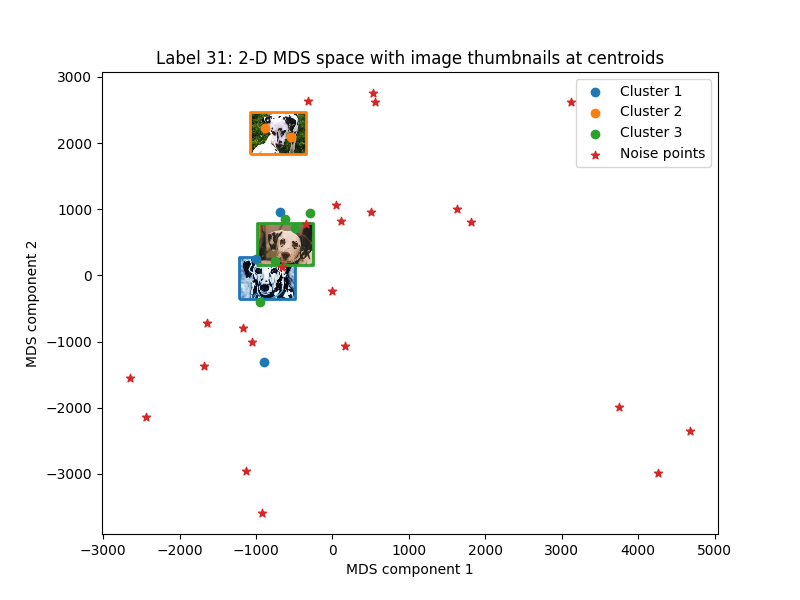 Label 31: 2-D MDS space with image thumbnails at centroids
Cluster 1
Cluster 2
Cluster 3
Noise points
3000
2000
1000
0
−1000
−2000
−3000
MDS component 2
−3000 −2000 −1000 0 1000 2000 3000 4000 5000
MDS component 1